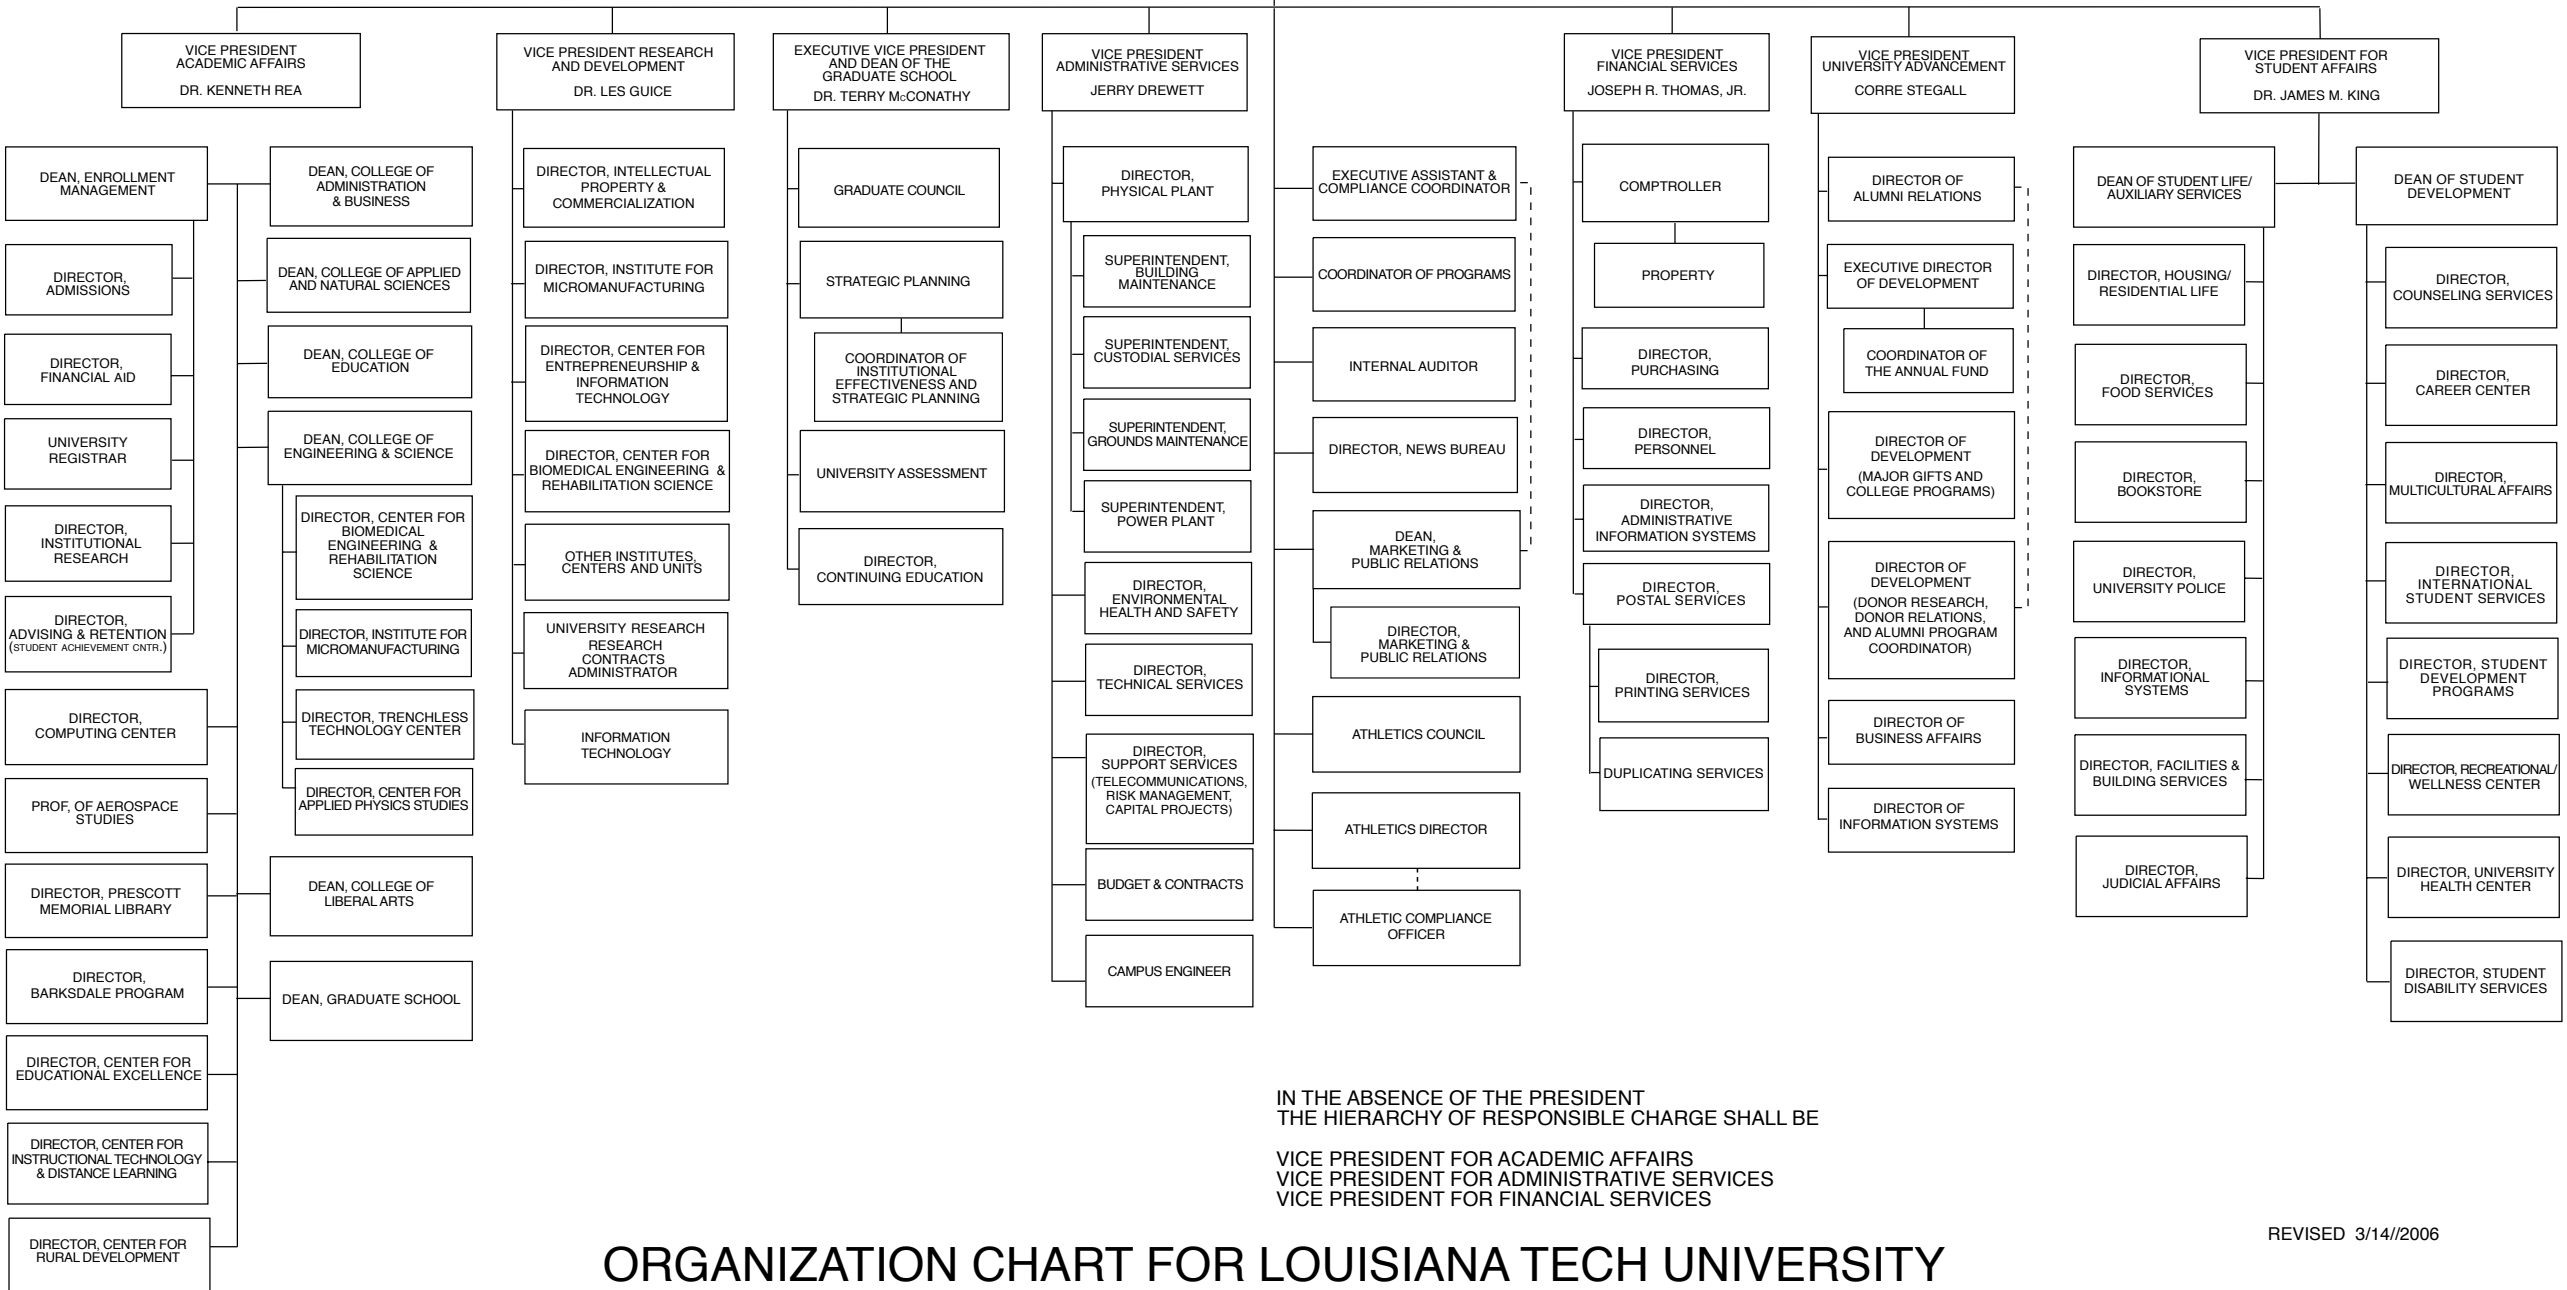 VICE PRESIDENT
ACADEMIC AFFAIRS
DR. KENNETH REA
DEAN, ENROLLMENT
MANAGEMENT
DIRECTOR,
ADMISSIONS
DIRECTOR,
FINANCIAL AID
UNIVERSITY
REGISTRAR
DIRECTOR,
INSTITUTIONAL
RESEARCH
DIRECTOR,
ADVISING & RETENTION
(STUDENT ACHIEVEMENT CNTR.)
DIRECTOR,
COMPUTING CENTER
PROF, OF AEROSPACE
STUDIES
DIRECTOR, PRESCOTT
MEMORIAL LIBRARY
DIRECTOR,
BARKSDALE PROGRAM
DIRECTOR, CENTER FOR
EDUCATIONAL EXCELLENCE
DIRECTOR, CENTER FOR
INSTRUCTIONAL TECHNOLOGY
& DISTANCE LEARNING
DIRECTOR, CENTER FOR
RURAL DEVELOPMENT
DEAN, COLLEGE OF
ADMINISTRATION
& BUSINESS
DEAN, COLLEGE OF APPLIED
AND NATURAL SCIENCES
DEAN, COLLEGE OF
EDUCATION
DEAN, COLLEGE OF
ENGINEERING & SCIENCE
DIRECTOR, CENTER FOR
BIOMEDICAL
ENGINEERING &
REHABILITATION
SCIENCE
DIRECTOR, INSTITUTE FOR
MICROMANUFACTURING
DIRECTOR, TRENCHLESS
TECHNOLOGY CENTER
DIRECTOR, CENTER FOR
APPLIED PHYSICS STUDIES
DEAN, COLLEGE OF
LIBERAL ARTS
DEAN, GRADUATE SCHOOL
VICE PRESIDENT RESEARCH
AND DEVELOPMENT
DR. LES GUICE
DIRECTOR, INTELLECTUAL
PROPERTY &
COMMERCIALIZATION
DIRECTOR, INSTITUTE FOR
MICROMANUFACTURING
DIRECTOR, CENTER FOR
ENTREPRENEURSHIP &
INFORMATION
TECHNOLOGY
DIRECTOR, CENTER FOR
BIOMEDICAL ENGINEERING &
REHABILITATION SCIENCE
OTHER INSTITUTES,
CENTERS AND UNITS
UNIVERSITY RESEARCH
RESEARCH
CONTRACTS
ADMINISTRATOR
INFORMATION
TECHNOLOGY
EXECUTIVE VICE PRESIDENT
AND DEAN OF THE
GRADUATE SCHOOL
DR. TERRY McCONATHY
GRADUATE COUNCIL
STRATEGIC PLANNING
COORDINATOR OF
INSTITUTIONAL
EFFECTIVENESS AND
STRATEGIC PLANNING
UNIVERSITY ASSESSMENT
DIRECTOR,
CONTINUING EDUCATION
VICE PRESIDENT
ADMINISTRATIVE SERVICES
JERRY DREWETT
DIRECTOR,
PHYSICAL PLANT
SUPERINTENDENT,
BUILDING
MAINTENANCE
SUPERINTENDENT,
CUSTODIAL SERVICES
SUPERINTENDENT,
GROUNDS MAINTENANCE
SUPERINTENDENT,
POWER PLANT
DIRECTOR,
ENVIRONMENTAL
HEALTH AND SAFETY
DIRECTOR,
TECHNICAL SERVICES
DIRECTOR,
SUPPORT SERVICES
(TELECOMMUNICATIONS,
RISK MANAGEMENT,
CAPITAL PROJECTS)
BUDGET & CONTRACTS
CAMPUS ENGINEER
EXECUTIVE ASSISTANT &
COMPLIANCE COORDINATOR
COORDINATOR OF PROGRAMS
INTERNAL AUDITOR
DIRECTOR, NEWS BUREAU
DEAN,
MARKETING &
PUBLIC RELATIONS
DIRECTOR,
MARKETING &
PUBLIC RELATIONS
ATHLETICS COUNCIL
ATHLETICS DIRECTOR
ATHLETIC COMPLIANCE
OFFICER
VICE PRESIDENT
FINANCIAL SERVICES
JOSEPH R. THOMAS, JR.
COMPTROLLER
PROPERTY
DIRECTOR,
PURCHASING
DIRECTOR,
PERSONNEL
DIRECTOR,
ADMINISTRATIVE
INFORMATION SYSTEMS
DIRECTOR,
POSTAL SERVICES
DIRECTOR,
PRINTING SERVICES
DUPLICATING SERVICES
VICE PRESIDENT
UNIVERSITY ADVANCEMENT
CORRE STEGALL
DIRECTOR OF
ALUMNI RELATIONS
EXECUTIVE DIRECTOR
OF DEVELOPMENT
COORDINATOR OF
THE ANNUAL FUND
DIRECTOR OF
DEVELOPMENT
(MAJOR GIFTS AND
COLLEGE PROGRAMS)
DIRECTOR OF
DEVELOPMENT
(DONOR RESEARCH,
DONOR RELATIONS,
AND ALUMNI PROGRAM
COORDINATOR)
DIRECTOR OF
BUSINESS AFFAIRS
DIRECTOR OF
INFORMATION SYSTEMS
VICE PRESIDENT FOR
STUDENT AFFAIRS
DR. JAMES M. KING
DEAN OF STUDENT LIFE/
AUXILIARY SERVICES
DIRECTOR, HOUSING/
RESIDENTIAL LIFE
DIRECTOR,
FOOD SERVICES
DIRECTOR,
BOOKSTORE
DIRECTOR,
UNIVERSITY POLICE
DIRECTOR,
INFORMATIONAL
SYSTEMS
DIRECTOR, FACILITIES &
BUILDING SERVICES
DIRECTOR,
JUDICIAL AFFAIRS
DEAN OF STUDENT
DEVELOPMENT
DIRECTOR,
COUNSELING SERVICES
DIRECTOR,
CAREER CENTER
DIRECTOR,
MULTICULTURAL AFFAIRS
DIRECTOR,
INTERNATIONAL
STUDENT SERVICES
DIRECTOR, STUDENT
DEVELOPMENT
PROGRAMS
DIRECTOR, RECREATIONAL/
WELLNESS CENTER
DIRECTOR, UNIVERSITY
HEALTH CENTER
DIRECTOR, STUDENT
DISABILITY SERVICES
IN THE ABSENCE OF THE PRESIDENT
THE HIERARCHY OF RESPONSIBLE CHARGE SHALL BE
VICE PRESIDENT FOR ACADEMIC AFFAIRS
VICE PRESIDENT FOR ADMINISTRATIVE SERVICES
VICE PRESIDENT FOR FINANCIAL SERVICES
REVISED 3/14//2006
ORGANIZATION CHART FOR LOUISIANA TECH UNIVERSITY